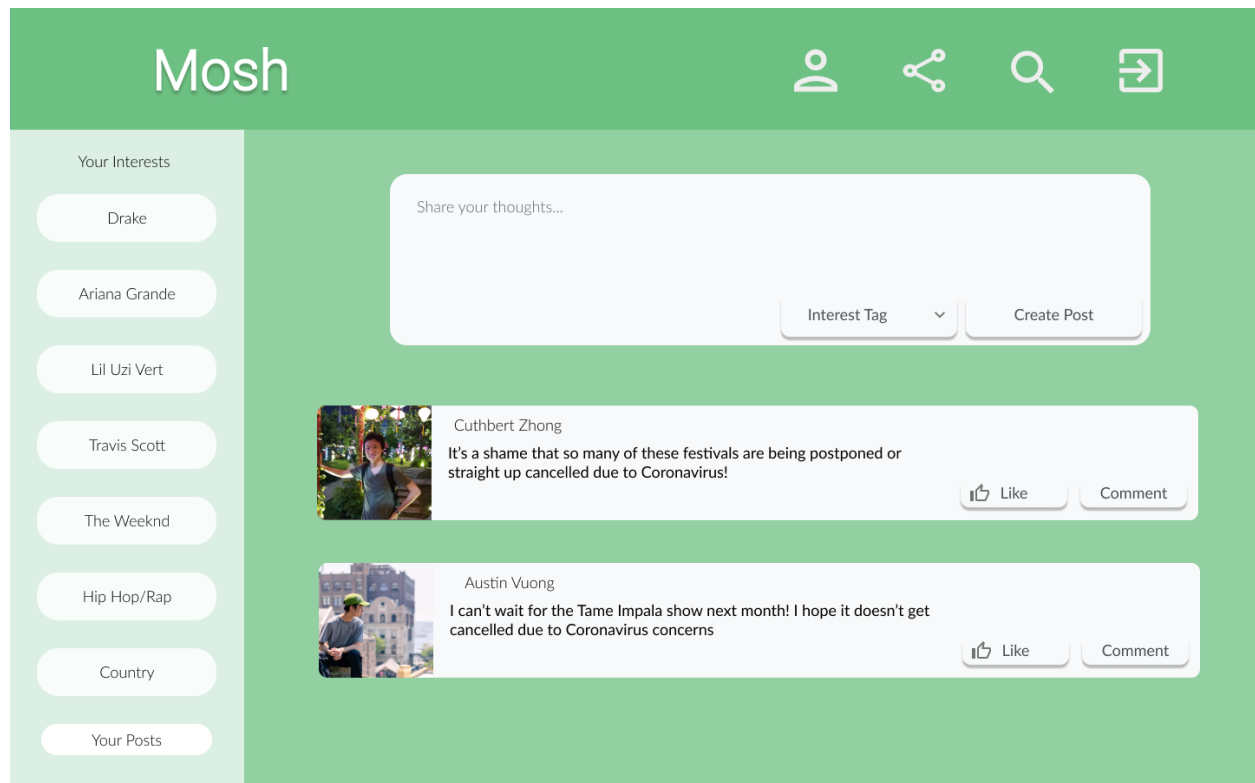 Mosh
Your Interests
Drake
Ariana Grande
Lil Uzi Vert
Travis Scott
The Weeknd
Hip Hop/Rap
Country
Your Posts
Share your thoughts...
Interest Tag
Create Post
Cuthbert Zhong
It’s a shame that so many of these festivals are being postponed or
straight up cancelled due to Coronavirus!
Like
Comment
Austin Vuong
I can’t wait for the Tame Impala show next month! I hope it doesn’t get
cancelled due to Coronavirus concerns
Like
Comment